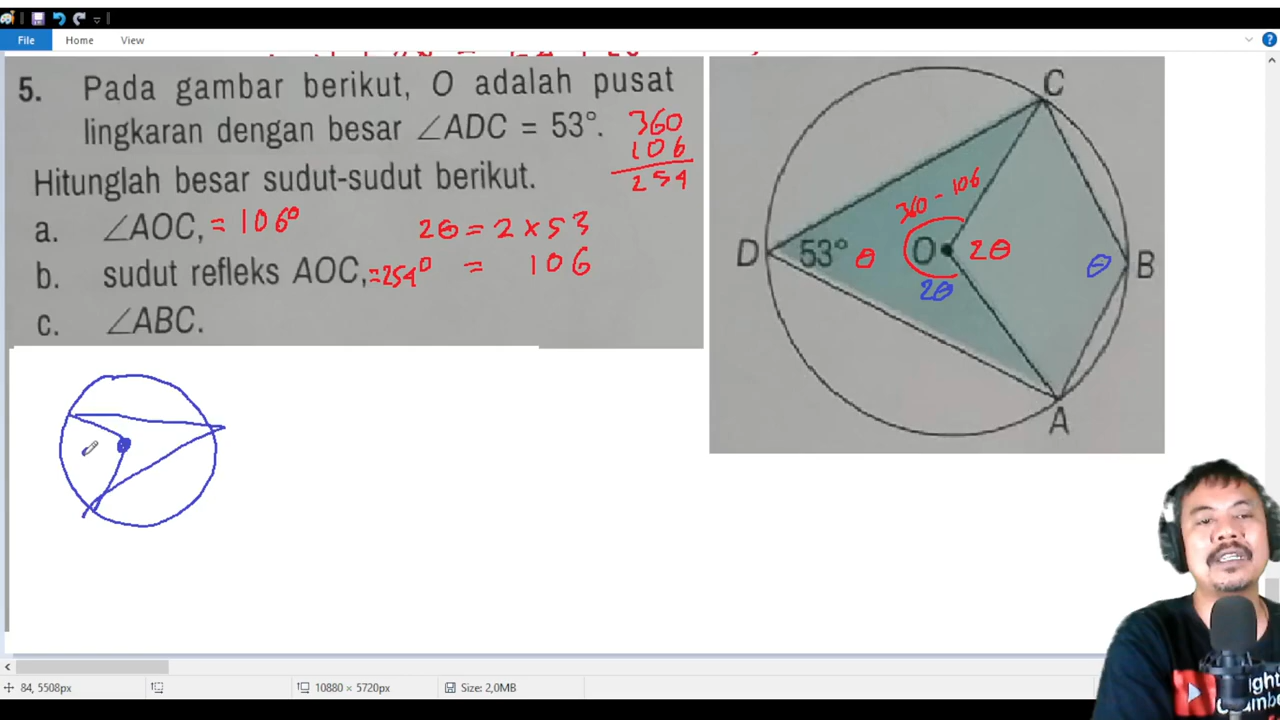 File Home View
5. Pada gambar berikut, O adalah pusat
lingkaran dengan besar ∠ADC = 53°.
Hitunglah besar sudut-sudut berikut.
a. ∠AOC, = 106°
b. sudut refleks AOC, = 254°
c. ∠ABC.
360
106
254
2θ = 2 × 53
= 106
C
360 - 106
D 53° θ O 2θ θ B
2θ
A
84, 5508px 10880 × 5720px Size: 2,0MB